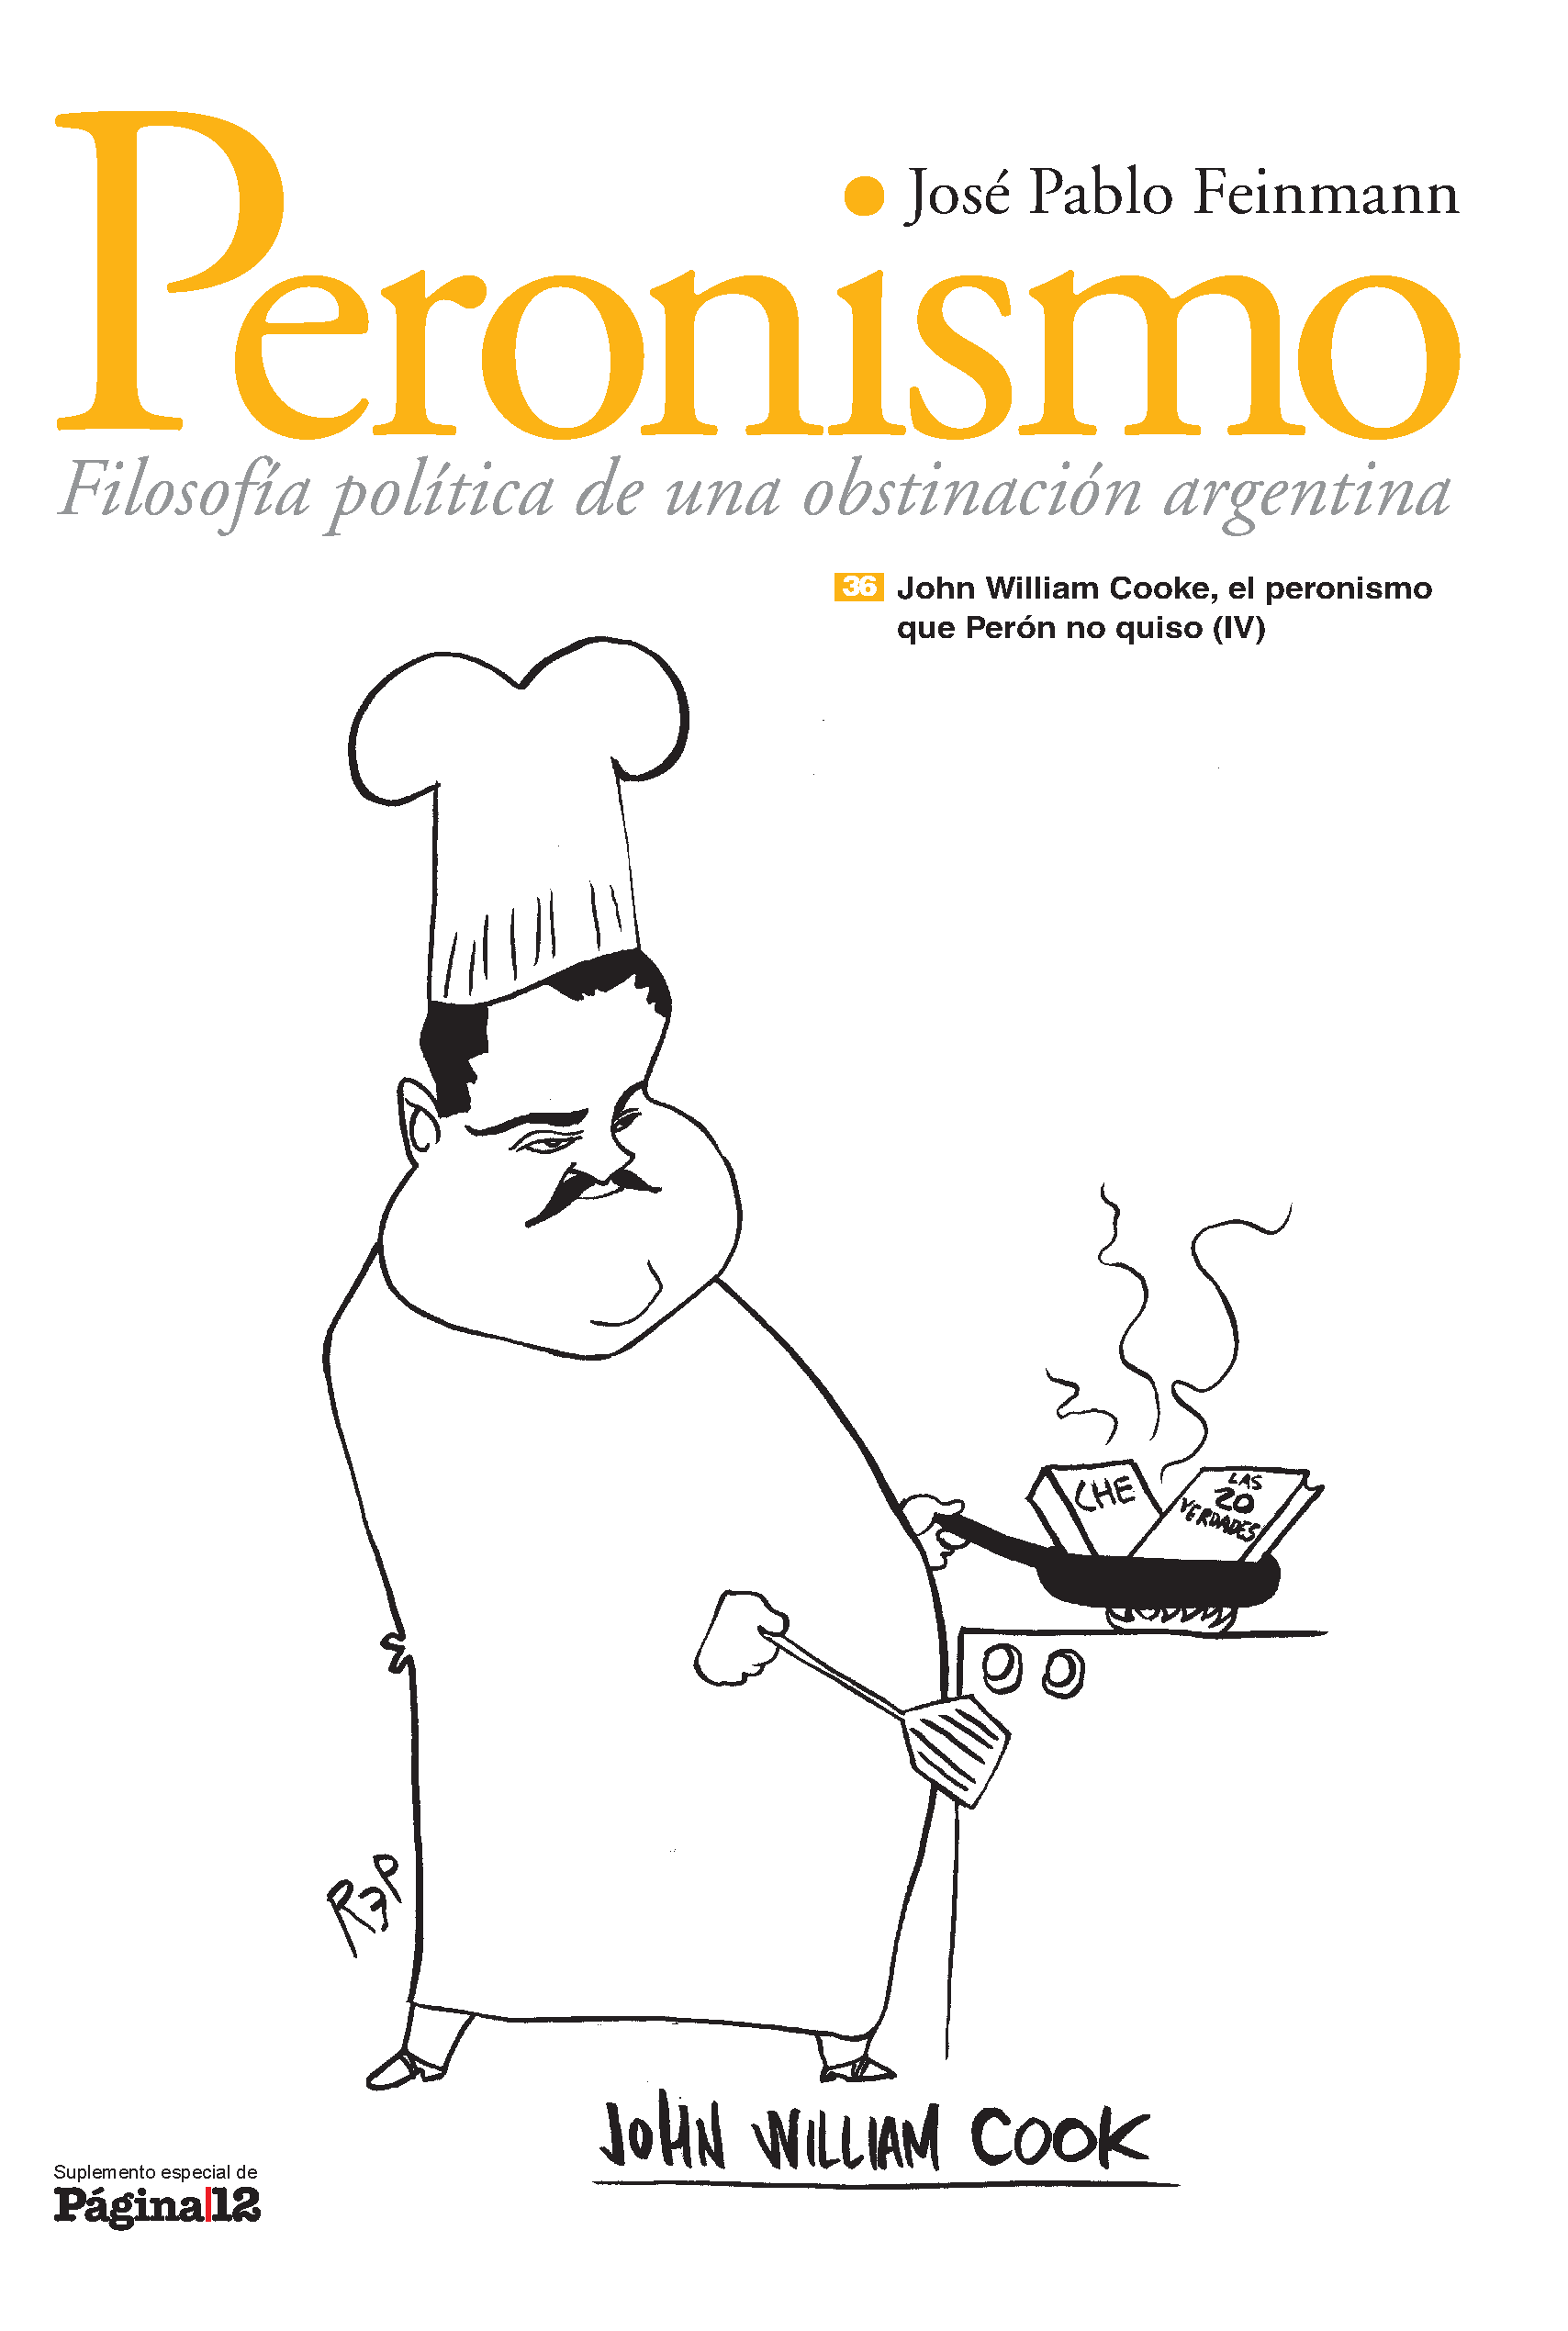 José Pablo Feinmann
Peronismo
Filosofía política de una obstinación argentina
36 John William Cooke, el peronismo
que Perón no quiso (IV)
CHE
LAS
20
VERDADES
REP
JOHN WILLIAM COOK
Suplemento especial de
Página|12